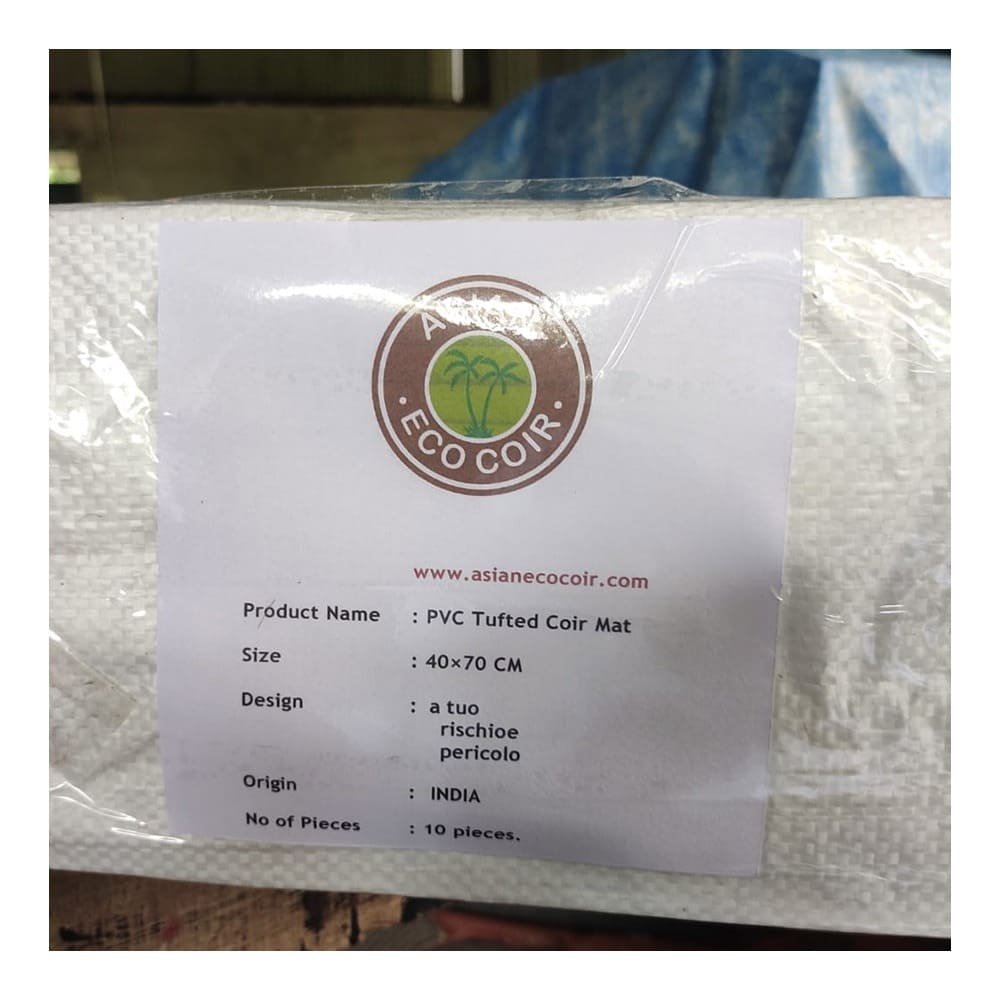 ECO COIR
www.asianecocoir.com
Product Name : PVC Tufted Coir Mat
Size : 40×70 CM
Design : a tuo
rischioe
pericolo
Origin : INDIA
No of Pieces : 10 pieces.